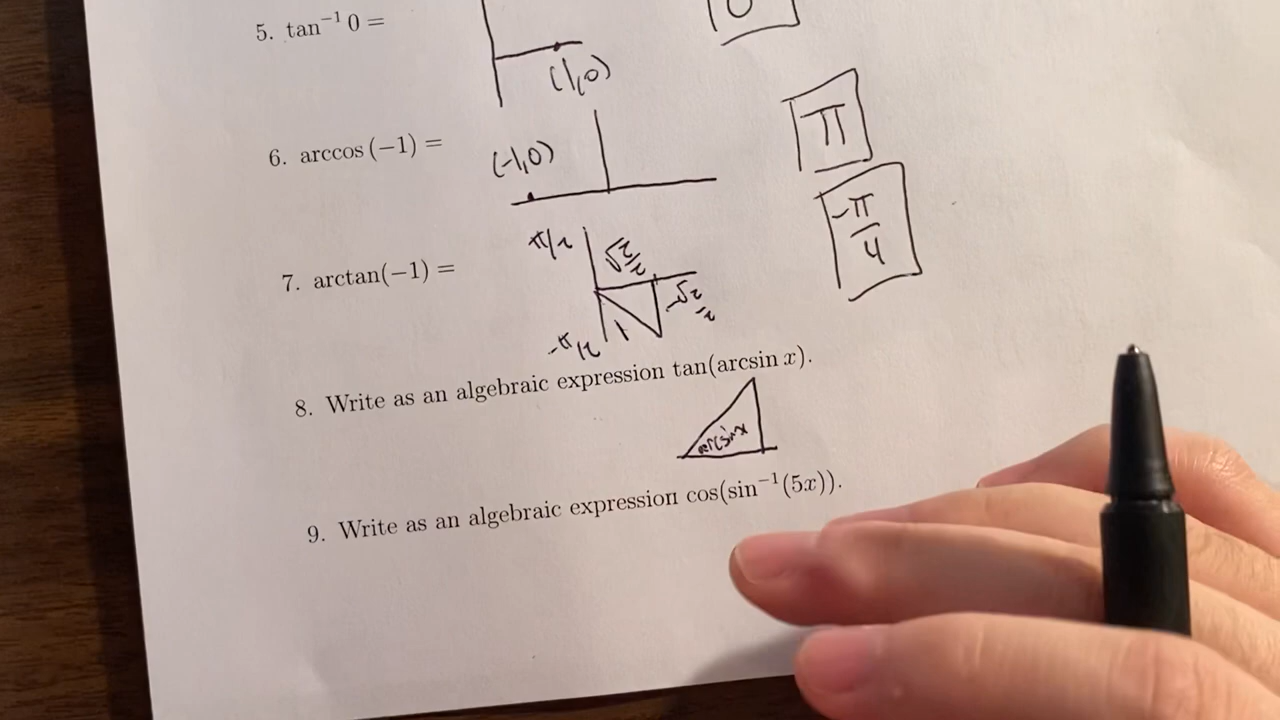 5. tan⁻¹ 0 =
(1,0)
0
6. arccos (−1) =
(-1,0)
π
7. arctan(−1) =
π/2
√2/2
-√2/2
-π/2
1
-π/4
8. Write as an algebraic expression tan(arcsin x).
arcsinx
9. Write as an algebraic expression cos(sin⁻¹(5x)).